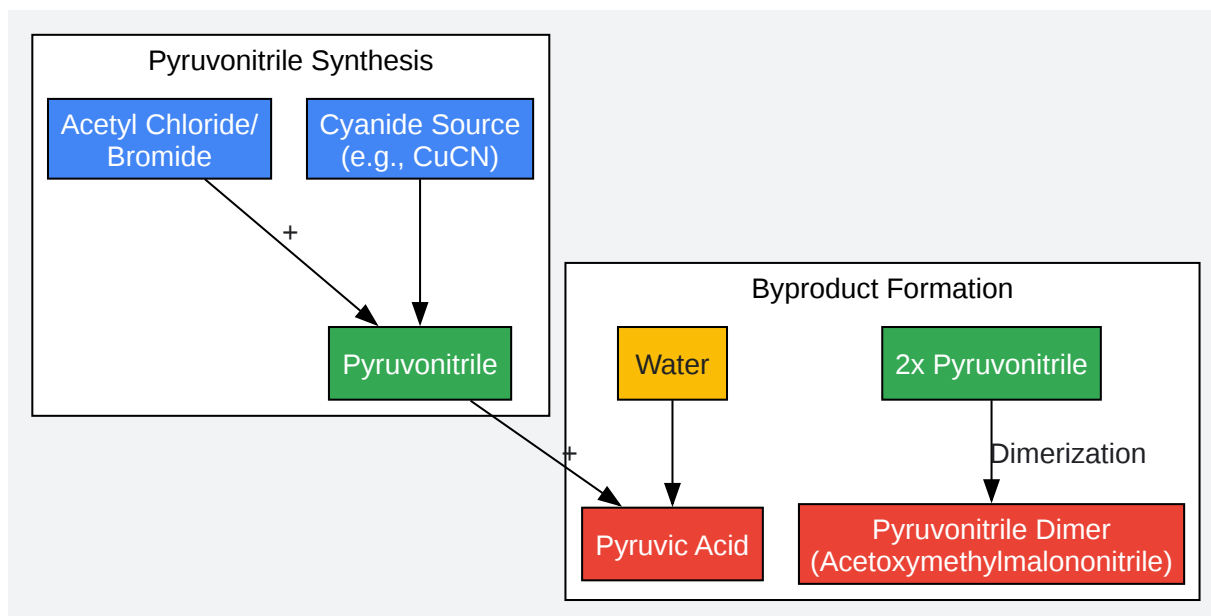 Pyruvonitrile Synthesis
Acetyl Chloride/
Bromide
Cyanide Source
(e.g., CuCN)
+
Pyruvonitrile
Byproduct Formation
Water
2x Pyruvonitrile
+
Dimerization
Pyruvic Acid
Pyruvonitrile Dimer
(Acetoxymethylmalononitrile)